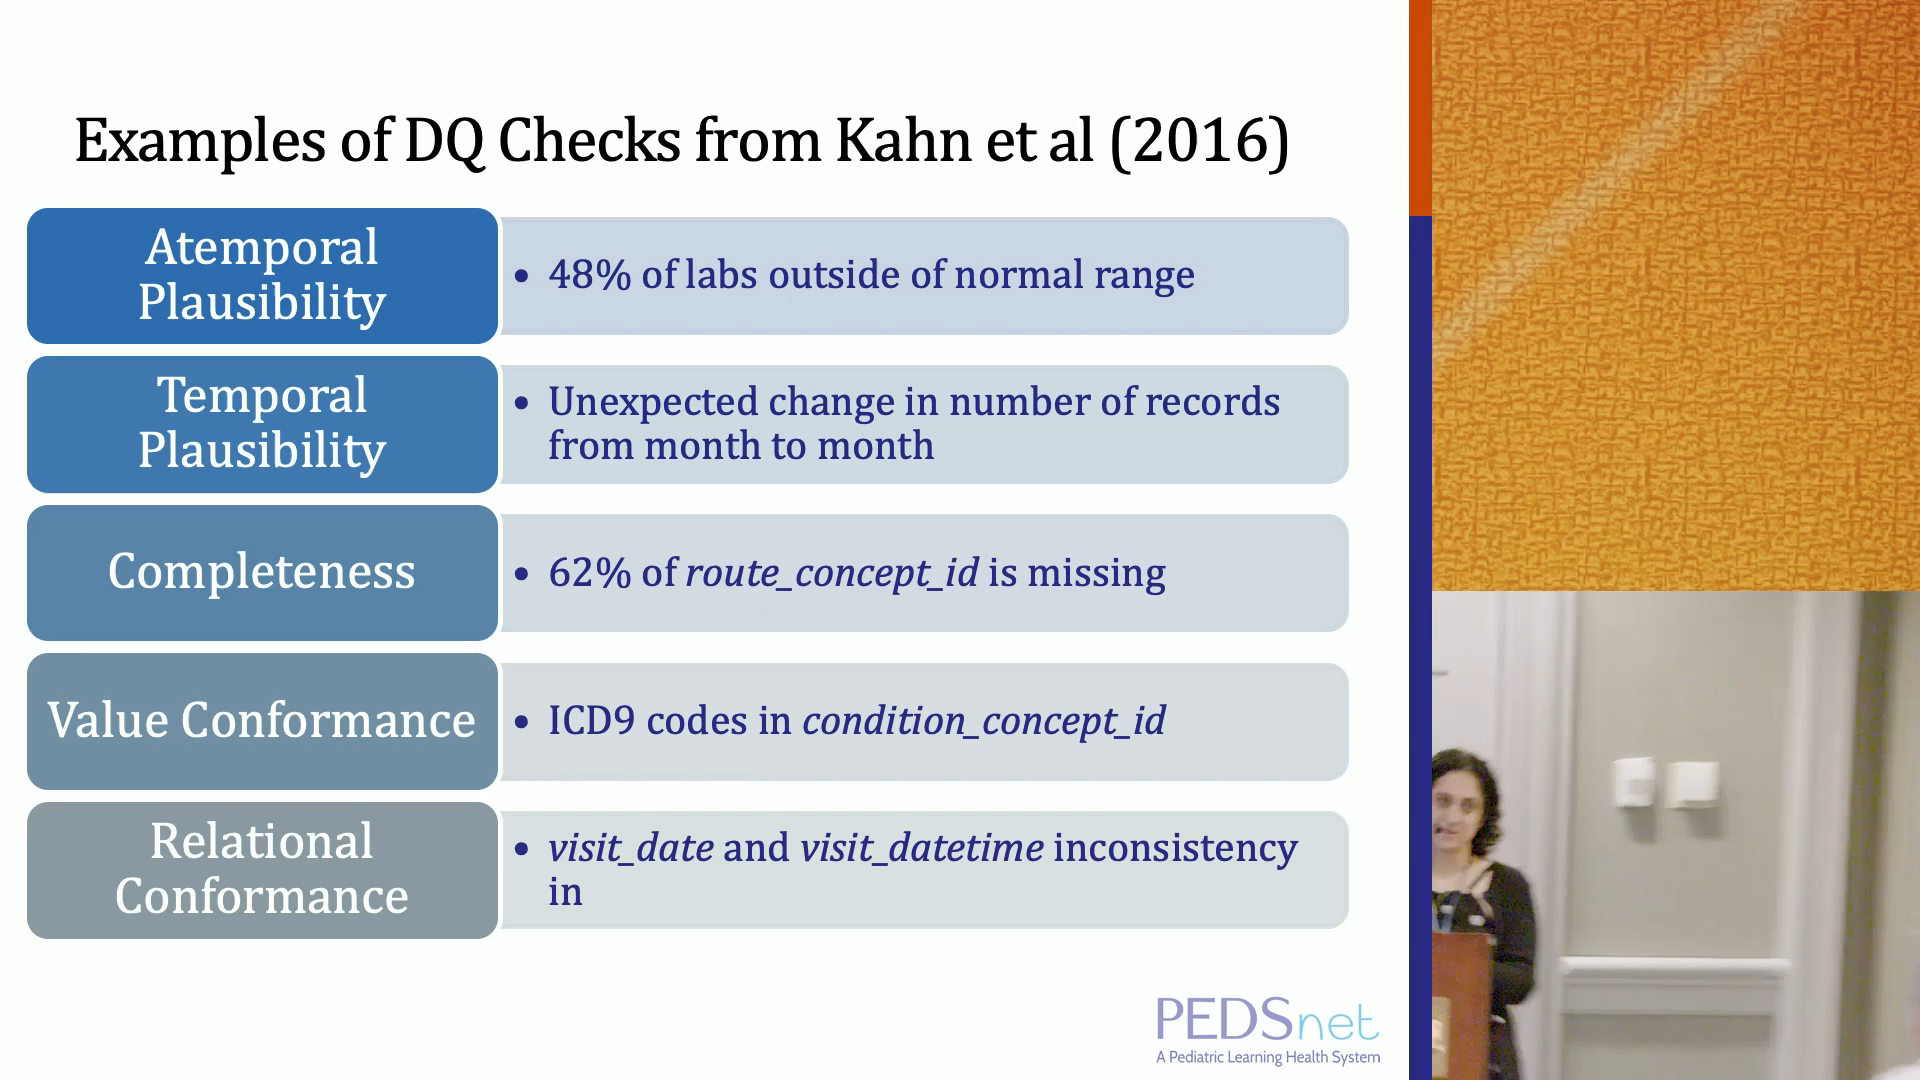 Examples of DQ Checks from Kahn et al (2016)
Atemporal
Plausibility
• 48% of labs outside of normal range
Temporal
Plausibility
• Unexpected change in number of records
from month to month
Completeness
• 62% of route_concept_id is missing
Value Conformance
• ICD9 codes in condition_concept_id
Relational
Conformance
• visit_date and visit_datetime inconsistency
in
PEDSnet
A Pediatric Learning Health System